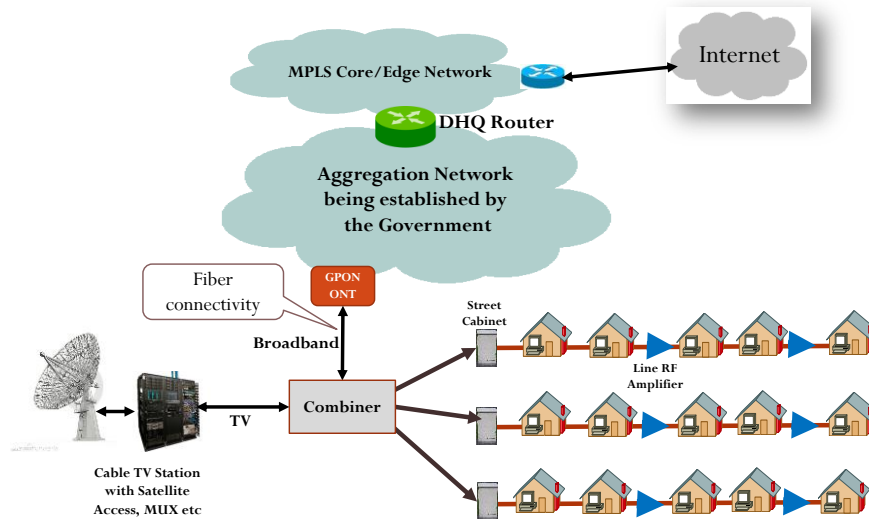 Internet
MPLS Core/Edge Network
DHQ Router
Aggregation Network
being established by
the Government
Fiber
connectivity
GPON
ONT
Broadband
Street
Cabinet
Line RF
Amplifier
Combiner
TV
Cable TV Station
with Satellite
Access, MUX etc